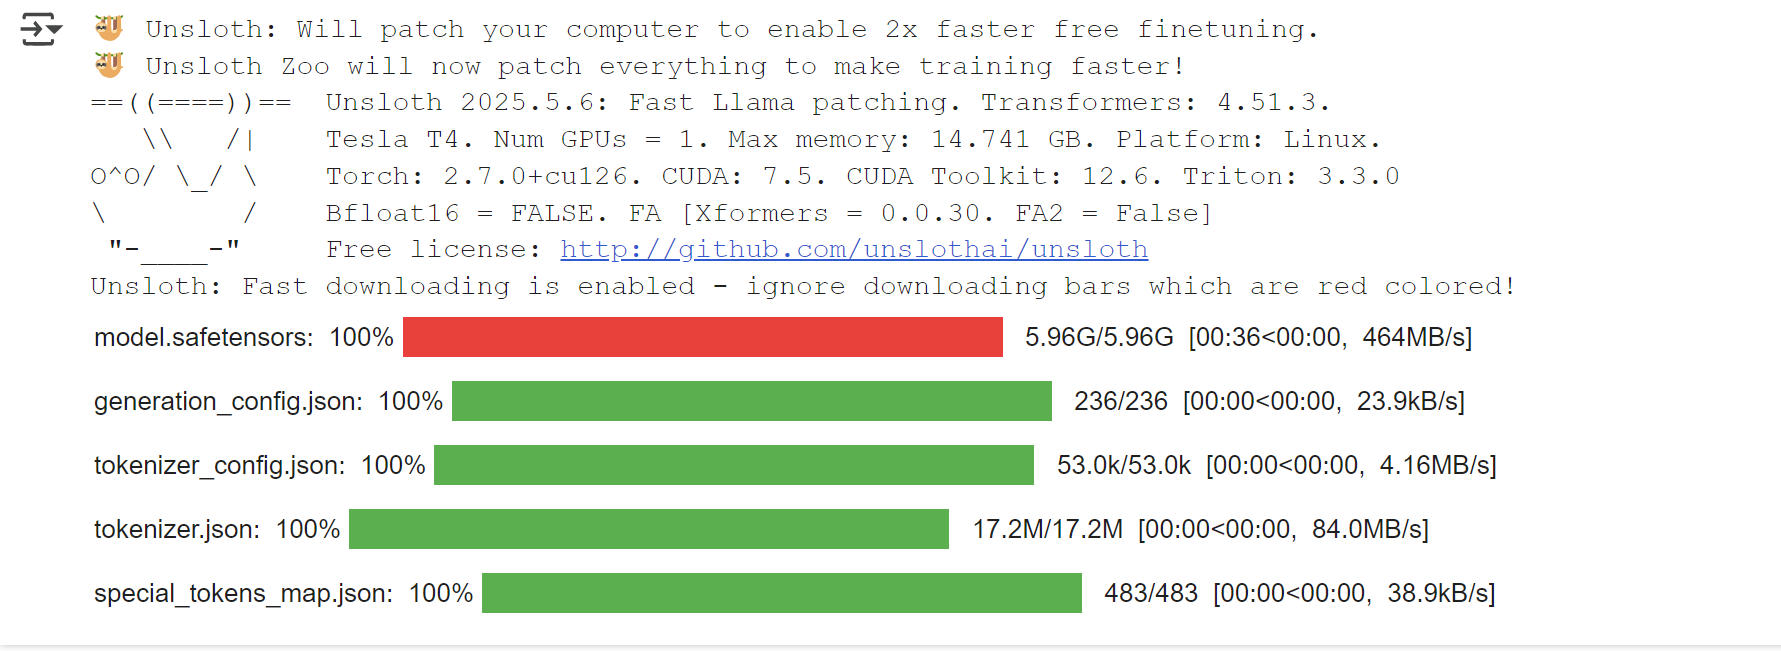 🦥 Unsloth: Will patch your computer to enable 2x faster free finetuning.
🦥 Unsloth Zoo will now patch everything to make training faster!
==((====))==  Unsloth 2025.5.6: Fast Llama patching. Transformers: 4.51.3.
   \\   /|    Tesla T4. Num GPUs = 1. Max memory: 14.741 GB. Platform: Linux.
O^O/ \_/ \    Torch: 2.7.0+cu126. CUDA: 7.5. CUDA Toolkit: 12.6. Triton: 3.3.0
\        /    Bfloat16 = FALSE. FA [Xformers = 0.0.30. FA2 = False]
 "-____-"     Free license: http://github.com/unslothai/unsloth
Unsloth: Fast downloading is enabled - ignore downloading bars which are red colored!
model.safetensors: 100% 5.96G/5.96G [00:36<00:00, 464MB/s]
generation_config.json: 100% 236/236 [00:00<00:00, 23.9kB/s]
tokenizer_config.json: 100% 53.0k/53.0k [00:00<00:00, 4.16MB/s]
tokenizer.json: 100% 17.2M/17.2M [00:00<00:00, 84.0MB/s]
special_tokens_map.json: 100% 483/483 [00:00<00:00, 38.9kB/s]